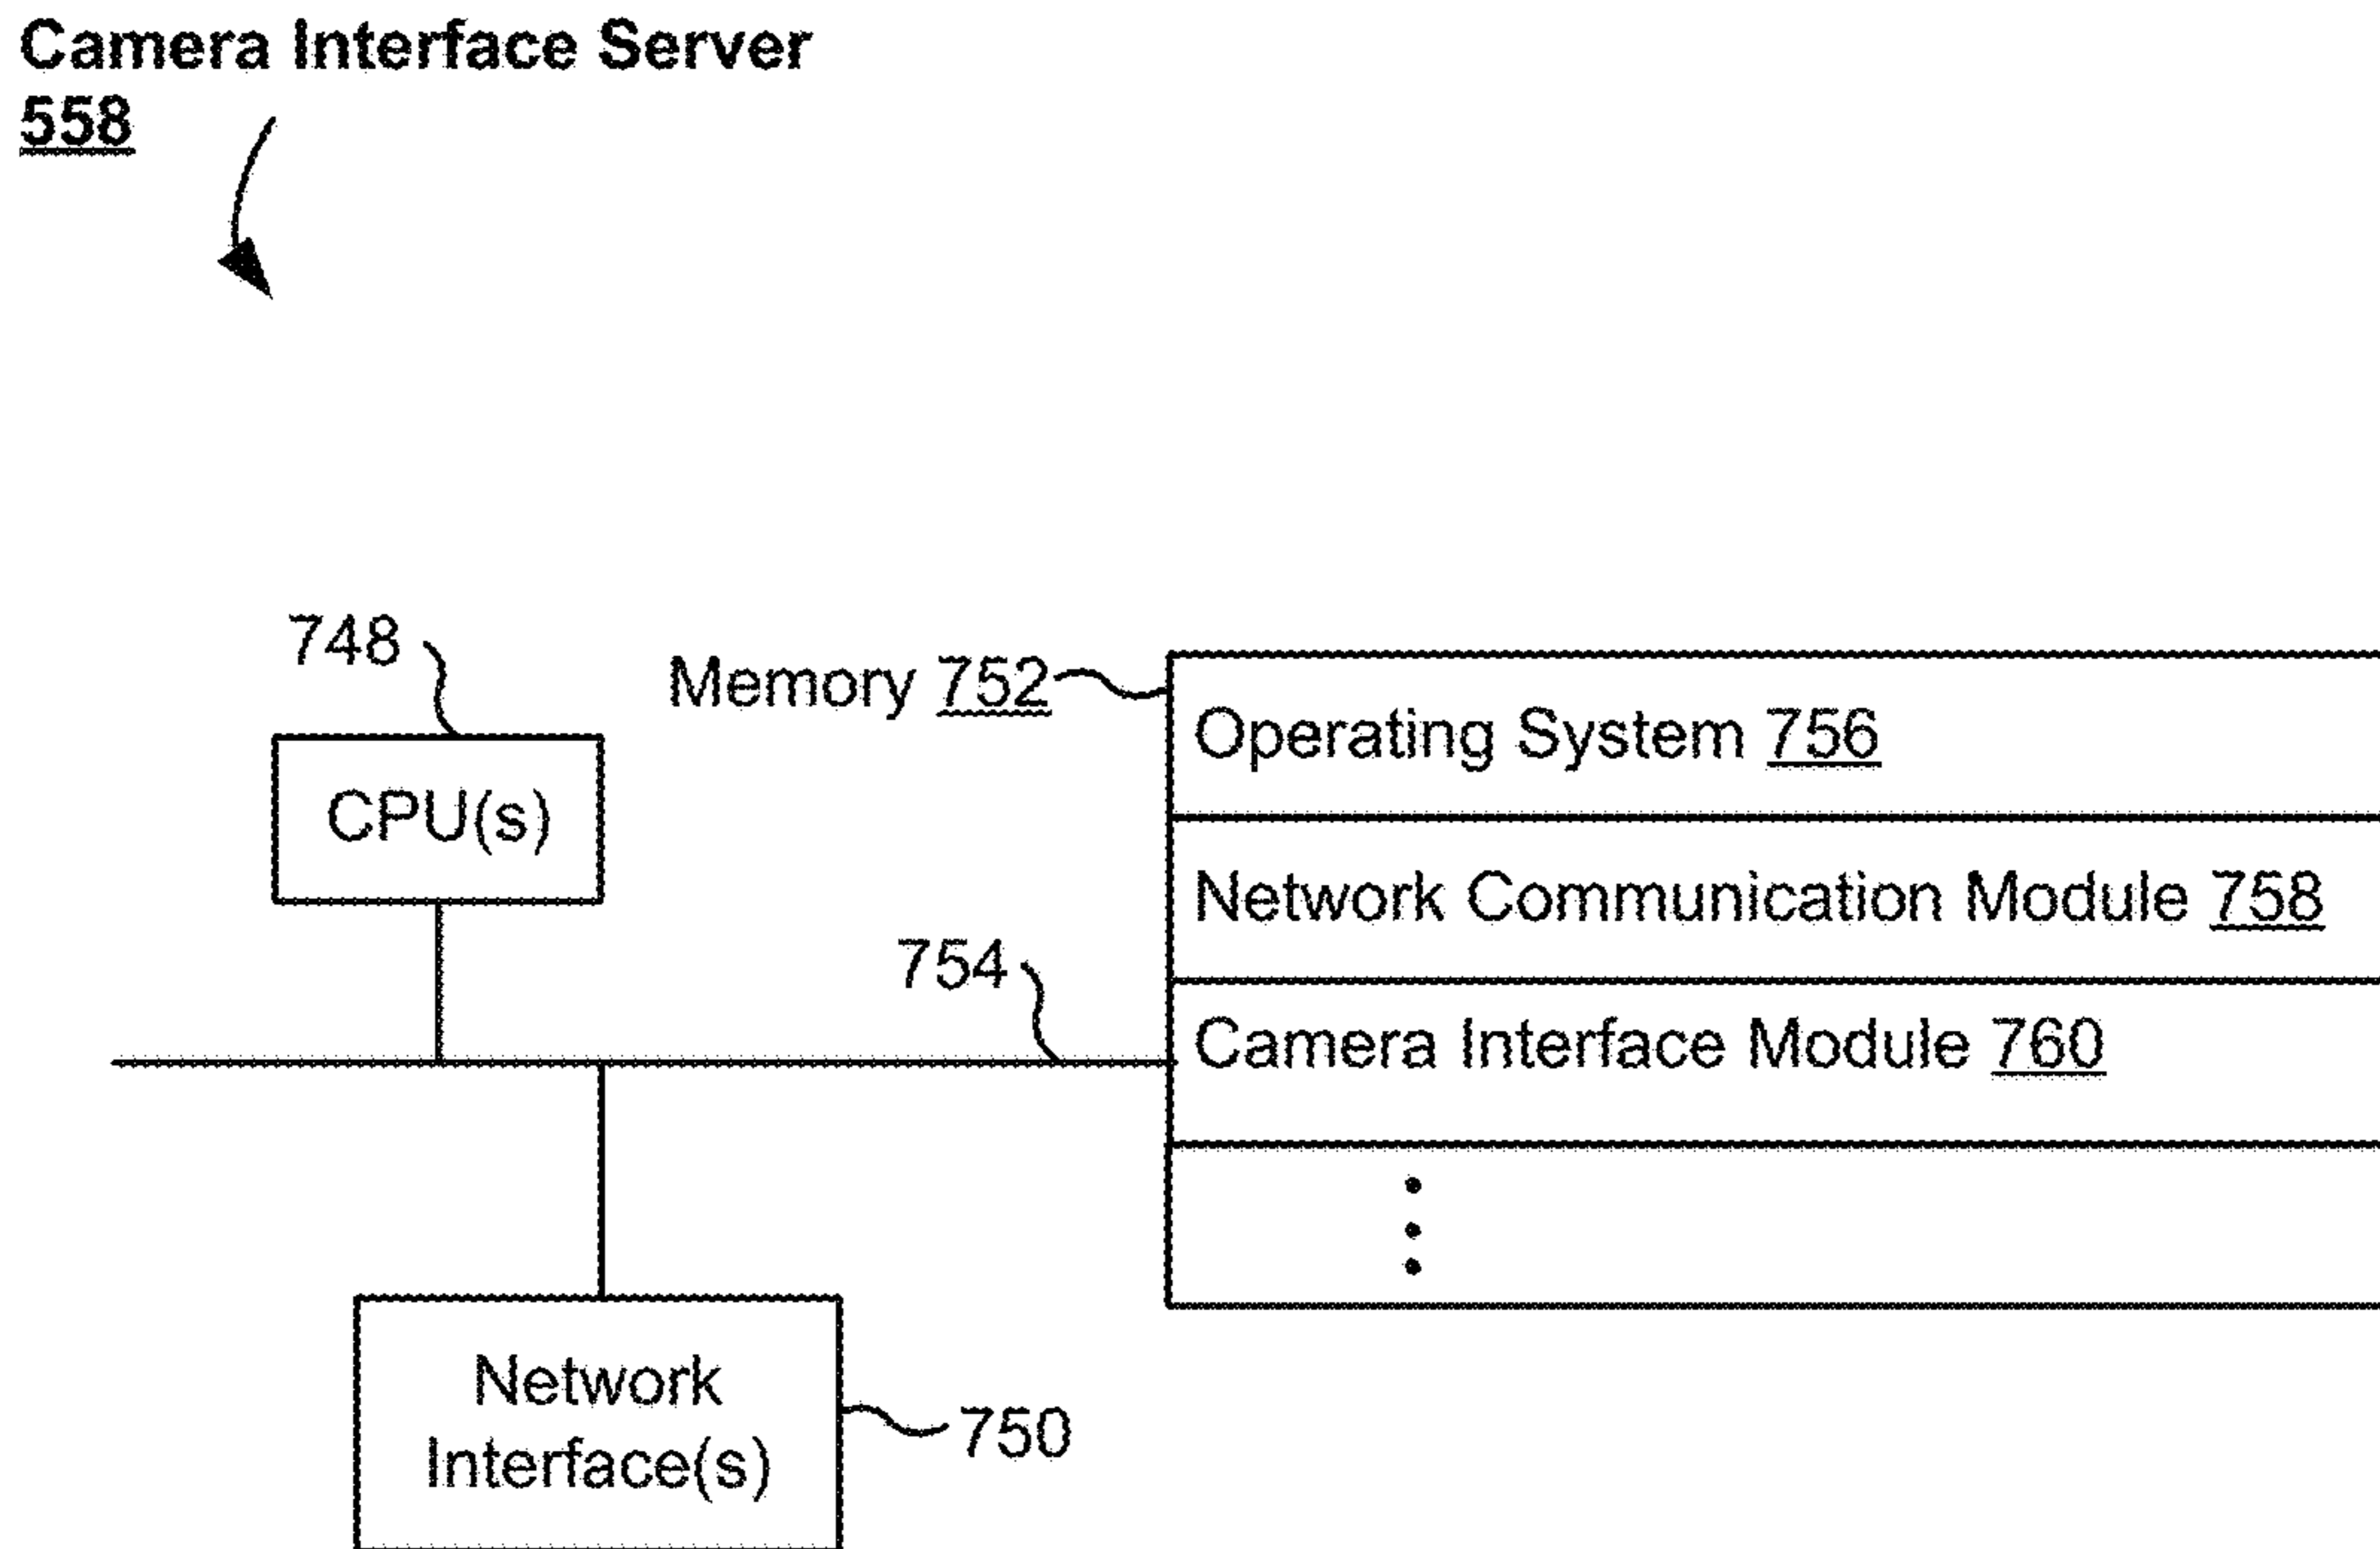 Camera Interface Server
558
748
Memory 752
Operating System 756
CPU(s)
Network Communication Module 758
754
Camera Interface Module 760
Network
Interface(s)
750